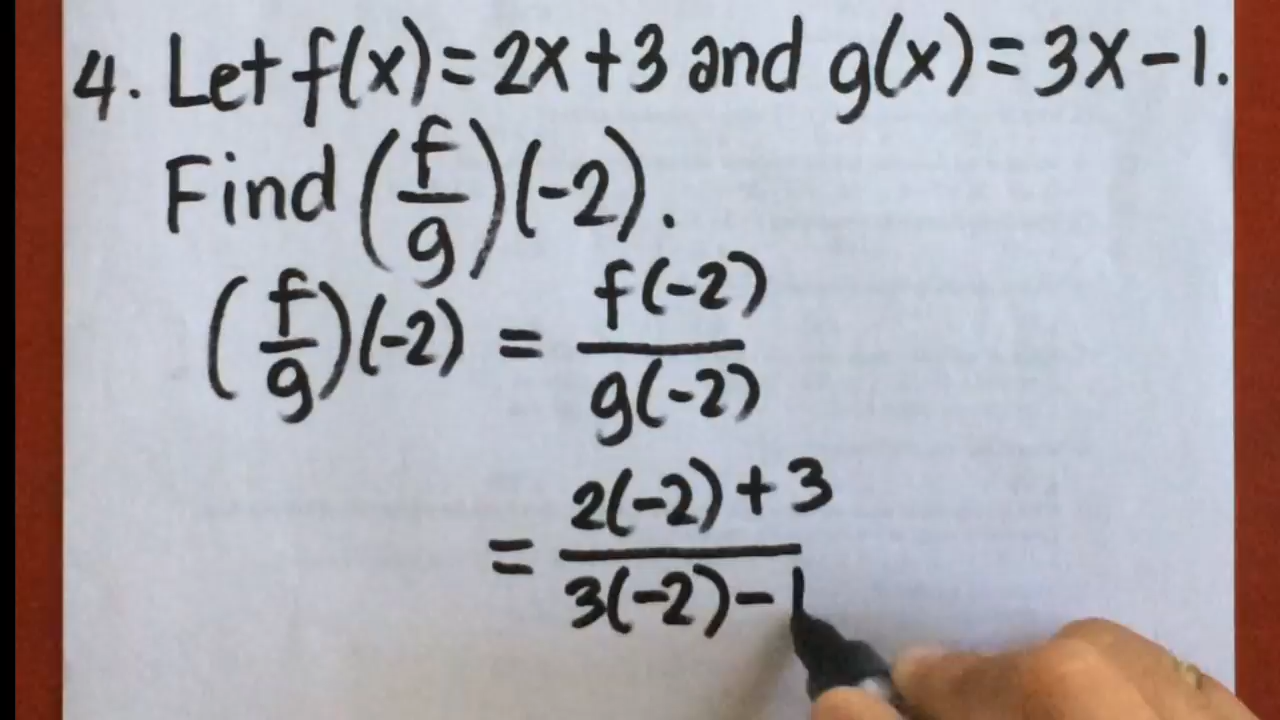 4. Let f(x) = 2x + 3 and g(x) = 3x - 1.
Find (f/g)(-2).
(f/g)(-2) = f(-2)/g(-2)
= 2(-2) + 3/3(-2) - 1